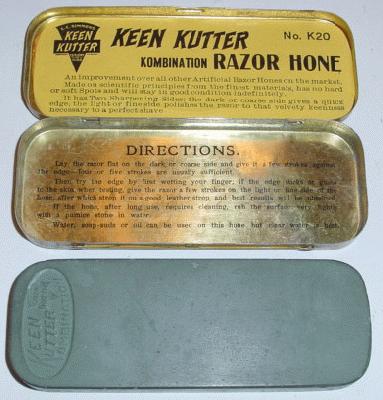 E.C. SIMMONS
KEEN
KUTTER
KEEN KUTTER No. K20
KOMBINATION RAZOR HONE
An improvement over all other Artificial Razor Hones on the market.
Made on scientific principles from the finest materials, has no hard
or soft Spots and will stay in good condition indefinitely.
It has Two Sharpening Sides; the dark or coarse side gives a quick
edge, the light or fine side polishes the razor to that velvety keenness
necessary to a perfect shave.
DIRECTIONS.
Lay the razor flat on the dark or coarse side and give it a few strokes against
the edge—four or five strokes are usually sufficient.
Then try the edge by first wetting your finger; if the edge sticks or clings
to the skin when testing, give the razor a few strokes on the light or fine side of the
hone, after which strop it on a good leather strop and best results will be obtained.
If the hone, after long use, requires cleaning, rub the surface very lightly
with a pumice stone in water.
Water, soap-suds or oil can be used on this hone but clear water is best.
KEEN
KUTTER
KOMBINATION